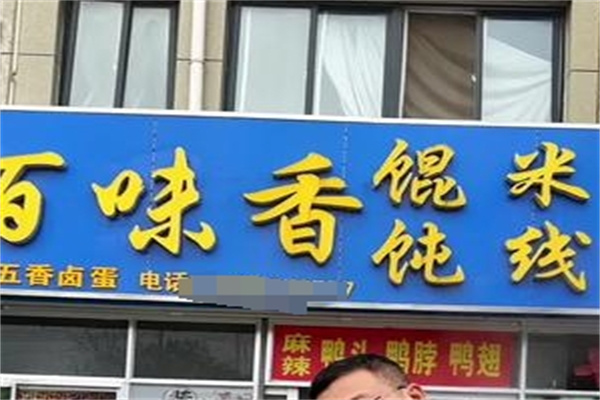 百味香 馄饨 米线
五香卤蛋 电话 7
麻辣 鸭头 鸭脖 鸭翅